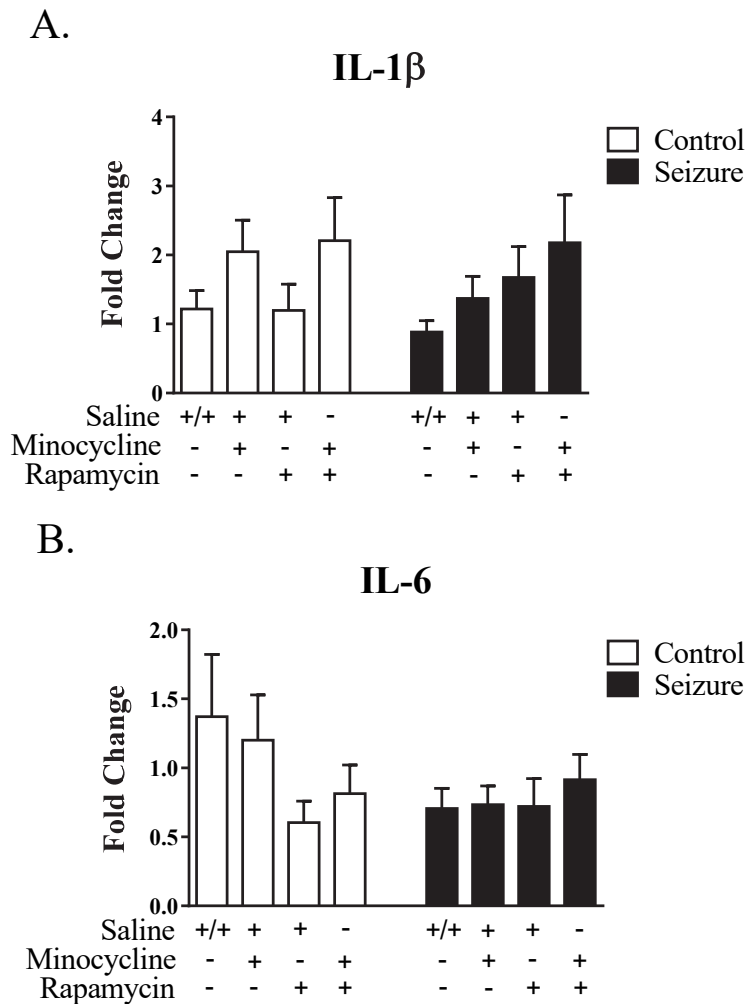 A.
IL-1β
4
3
2
1
0
Fold Change
Control
Seizure
Saline +/+ + + - +/+ + + -
Minocycline - + - + - + - +
Rapamycin - - + + - - + +
B.
IL-6
2.0
1.5
1.0
0.5
0.0
Fold Change
Control
Seizure
Saline +/+ + + - +/+ + + -
Minocycline - + - + - + - +
Rapamycin - - + + - - + +